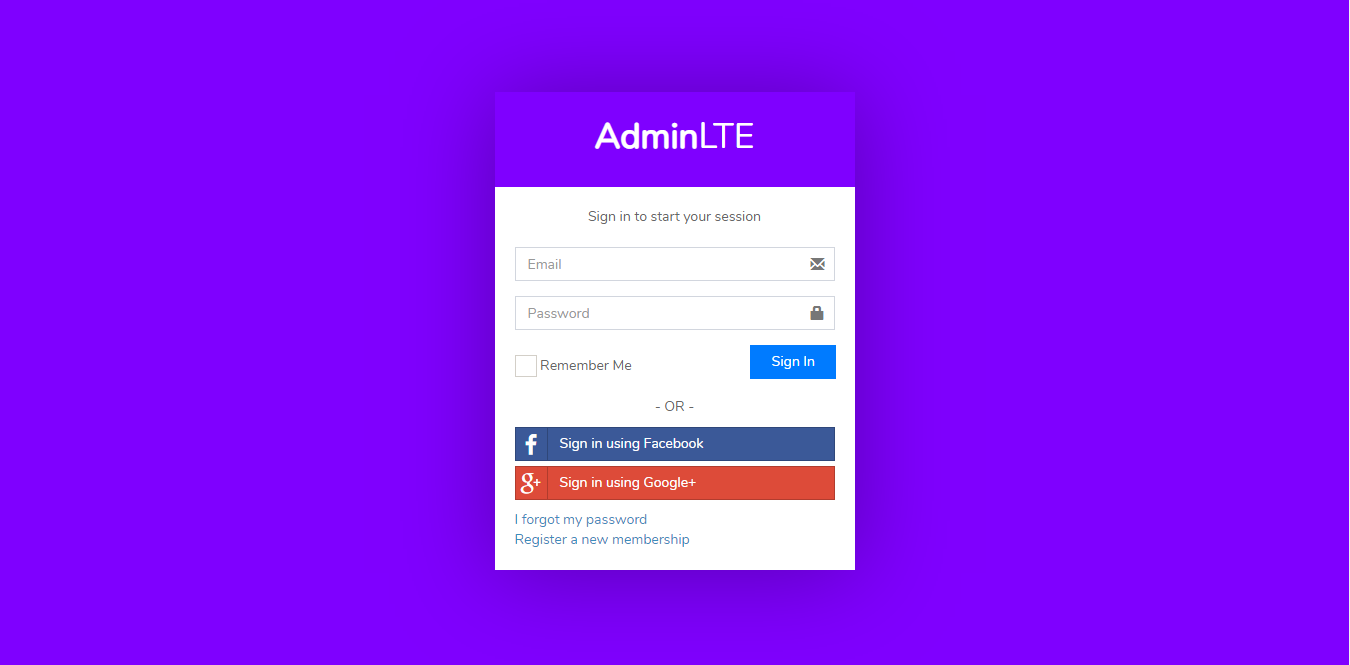 AdminLTE
Sign in to start your session
Email
Password
Remember Me
Sign In
- OR -
Sign in using Facebook
Sign in using Google+
I forgot my password
Register a new membership